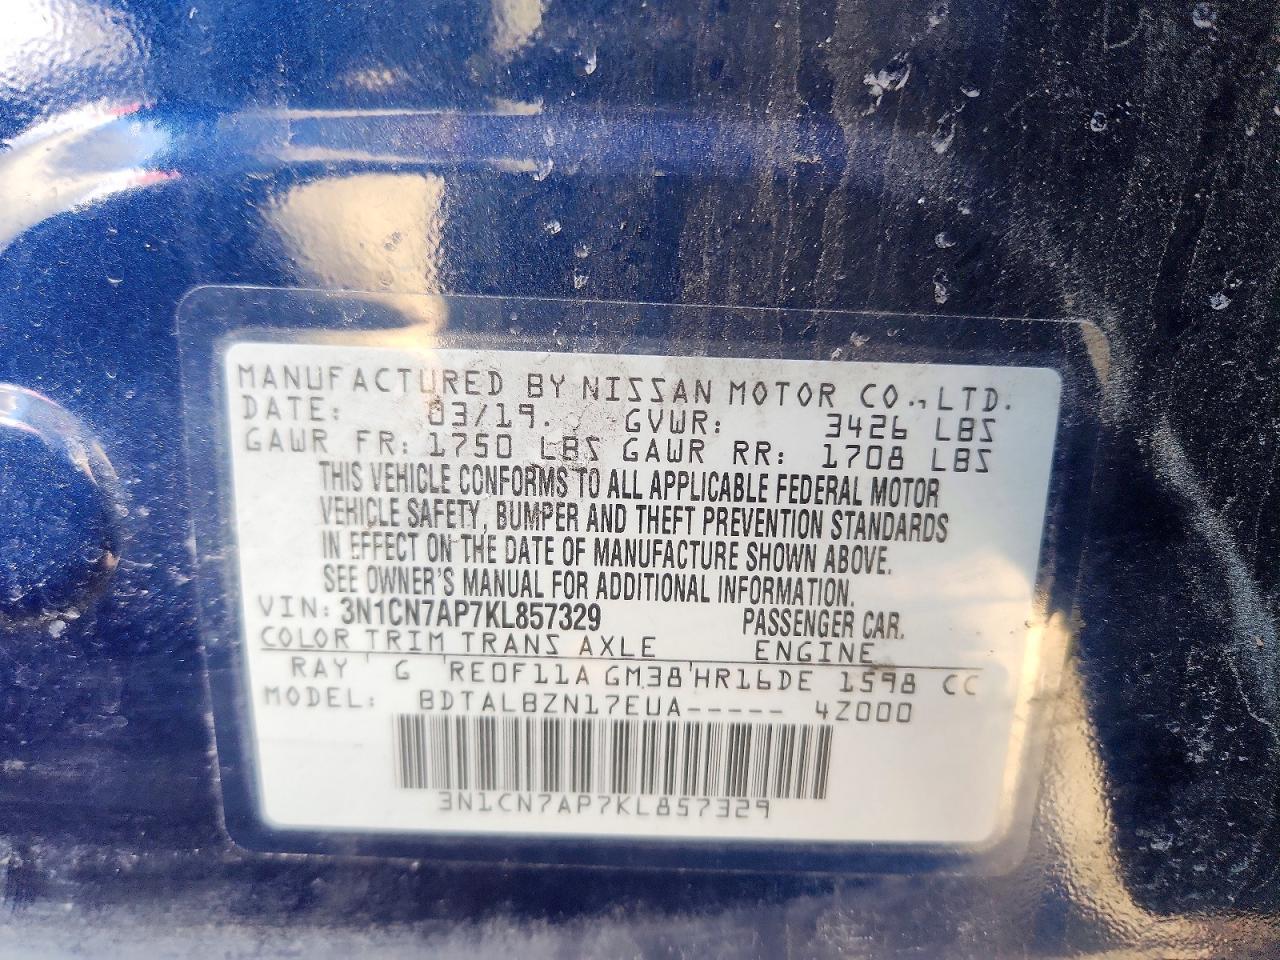 MANUFACTURED BY NISSAN MOTOR CO., LTD.
DATE: 03/19. GVWR: 3426 LBS
GAWR FR: 1750 LBS GAWR RR: 1708 LBS
THIS VEHICLE CONFORMS TO ALL APPLICABLE FEDERAL MOTOR
VEHICLE SAFETY, BUMPER AND THEFT PREVENTION STANDARDS
IN EFFECT ON THE DATE OF MANUFACTURE SHOWN ABOVE.
SEE OWNER'S MANUAL FOR ADDITIONAL INFORMATION.
VIN: 3N1CN7AP7KL857329 PASSENGER CAR.
COLOR TRIM TRANS AXLE ENGINE
RAY G RE0F11A GM38 HR16DE 1598 CC
MODEL: BDTALBZN17EUA----- 4Z000
3N1CN7AP7KL857329